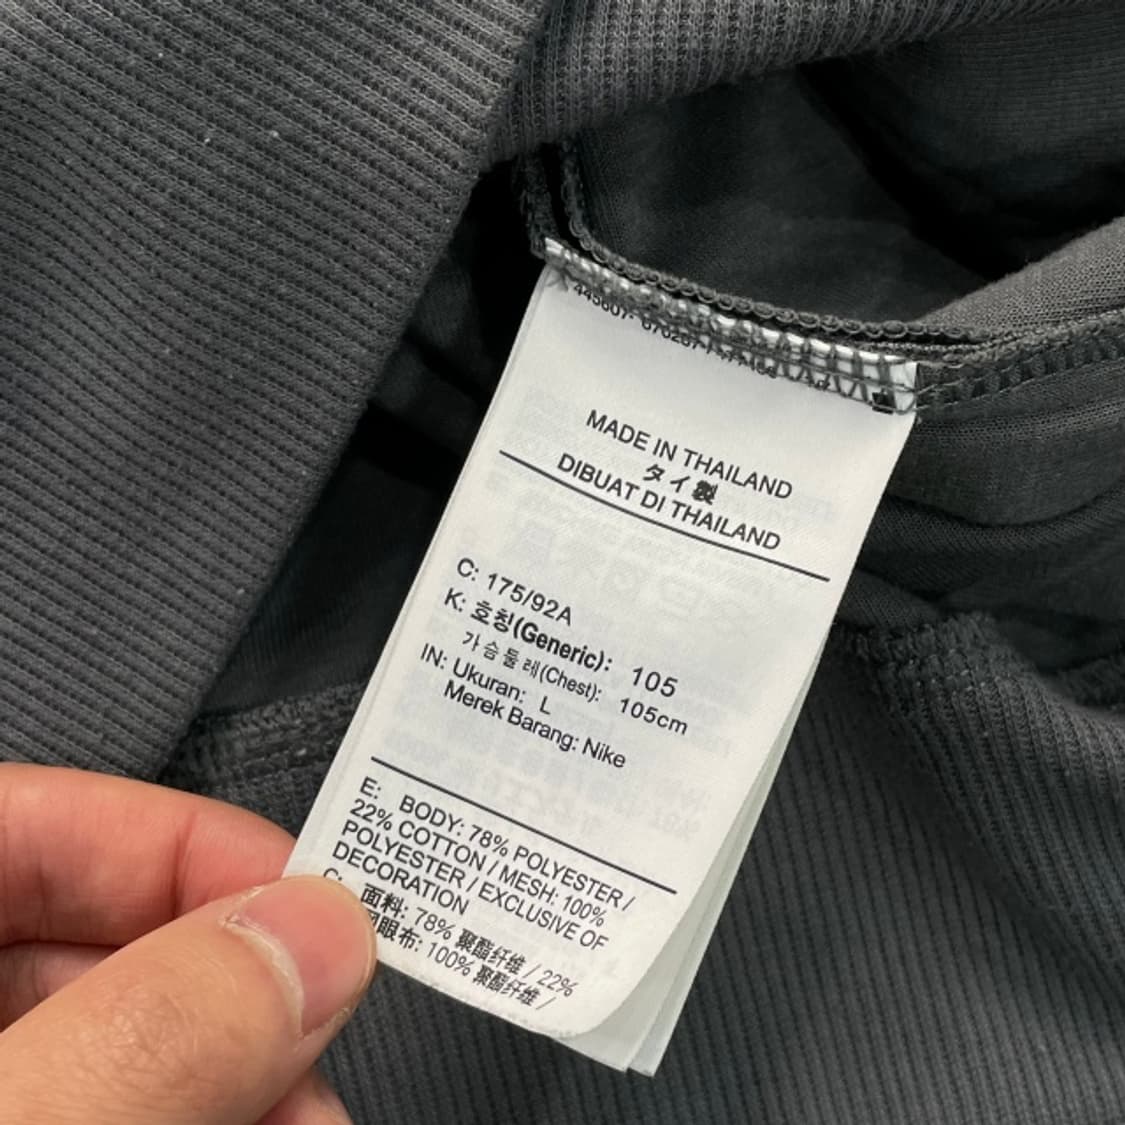 MADE IN THAILAND
タイ製
DIBUAT DI THAILAND
C: 175/92A
K: 호칭(Generic): 105
가슴둘레(Chest): 105cm
IN: Ukuran: L
Merek Barang: Nike
E: BODY: 78% POLYESTER /
22% COTTON / MESH: 100%
POLYESTER / EXCLUSIVE OF
DECORATION
C: 面料: 78% 聚酯纤维 / 22%
眼布: 100% 聚酯纤维 /